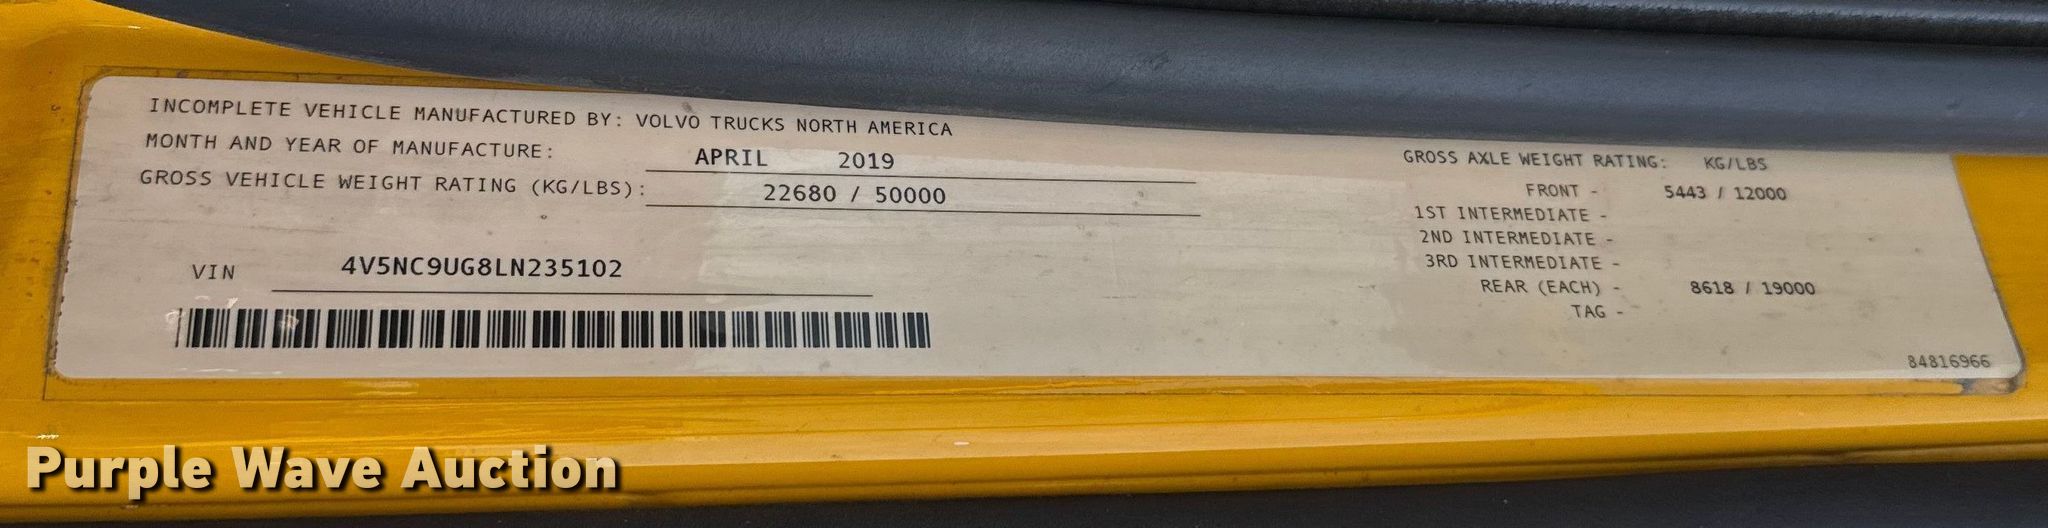 INCOMPLETE VEHICLE MANUFACTURED BY: VOLVO TRUCKS NORTH AMERICA
MONTH AND YEAR OF MANUFACTURE: APRIL 2019
GROSS VEHICLE WEIGHT RATING (KG/LBS): 22680 / 50000
VIN 4V5NC9UG8LN235102
GROSS AXLE WEIGHT RATING: KG/LBS
FRONT - 5443 / 12000
1ST INTERMEDIATE -
2ND INTERMEDIATE -
3RD INTERMEDIATE -
REAR (EACH) - 8618 / 19000
TAG -
84816966
Purple Wave Auction